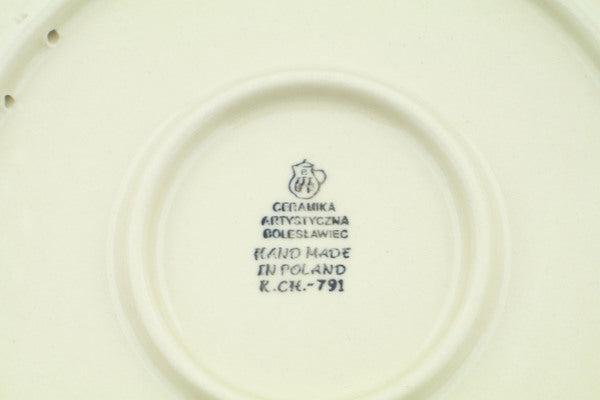 CERAMIKA
ARTYSTYCZNA
BOLESŁAWIEC
HAND MADE
IN POLAND
K.CH.-791